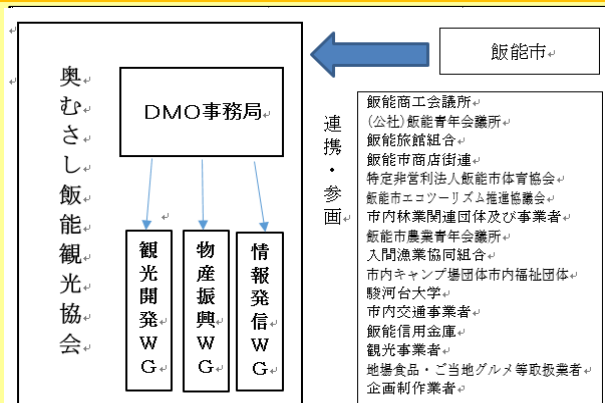 奥むさし飯能観光協会
DMO事務局
観光開発WG
物産振興WG
情報発信WG
飯能市
連携・参画
飯能商工会議所
(公社)飯能青年会議所
飯能旅館組合
飯能市商店街連
特定非営利法人飯能市体育協会
飯能市エコツーリズム推進協議会
市内林業関連団体及び事業者
飯能市農業青年会議所
入間漁業協同組合
市内キャンプ場団体市内福祉団体
駿河台大学
市内交通事業者
飯能信用金庫
観光事業者
地場食品・ご当地グルメ等取扱業者
企画制作業者